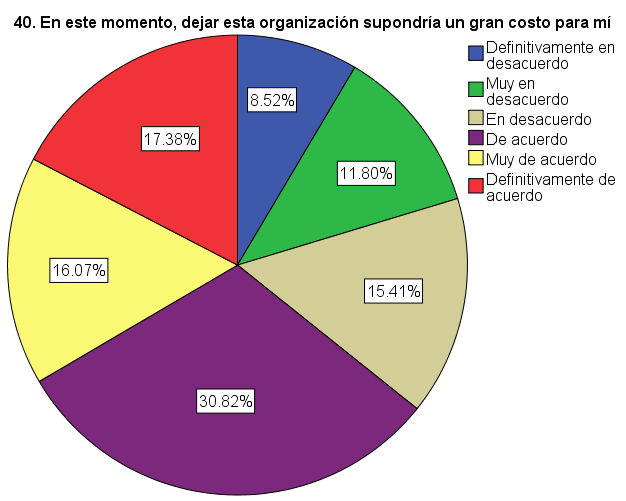 40. En este momento, dejar esta organización supondría un gran costo para mí
Definitivamente en
desacuerdo
Muy en
desacuerdo
En desacuerdo
De acuerdo
Muy de acuerdo
Definitivamente de
acuerdo
8.52%
11.80%
15.41%
30.82%
16.07%
17.38%